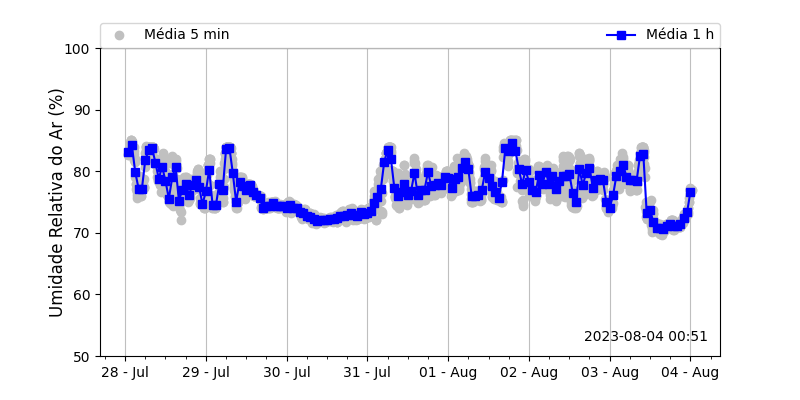 Média 5 min
Média 1 h
Umidade Relativa do Ar (%)
100
90
80
70
60
50
2023-08-04 00:51
28 - Jul
29 - Jul
30 - Jul
31 - Jul
01 - Aug
02 - Aug
03 - Aug
04 - Aug